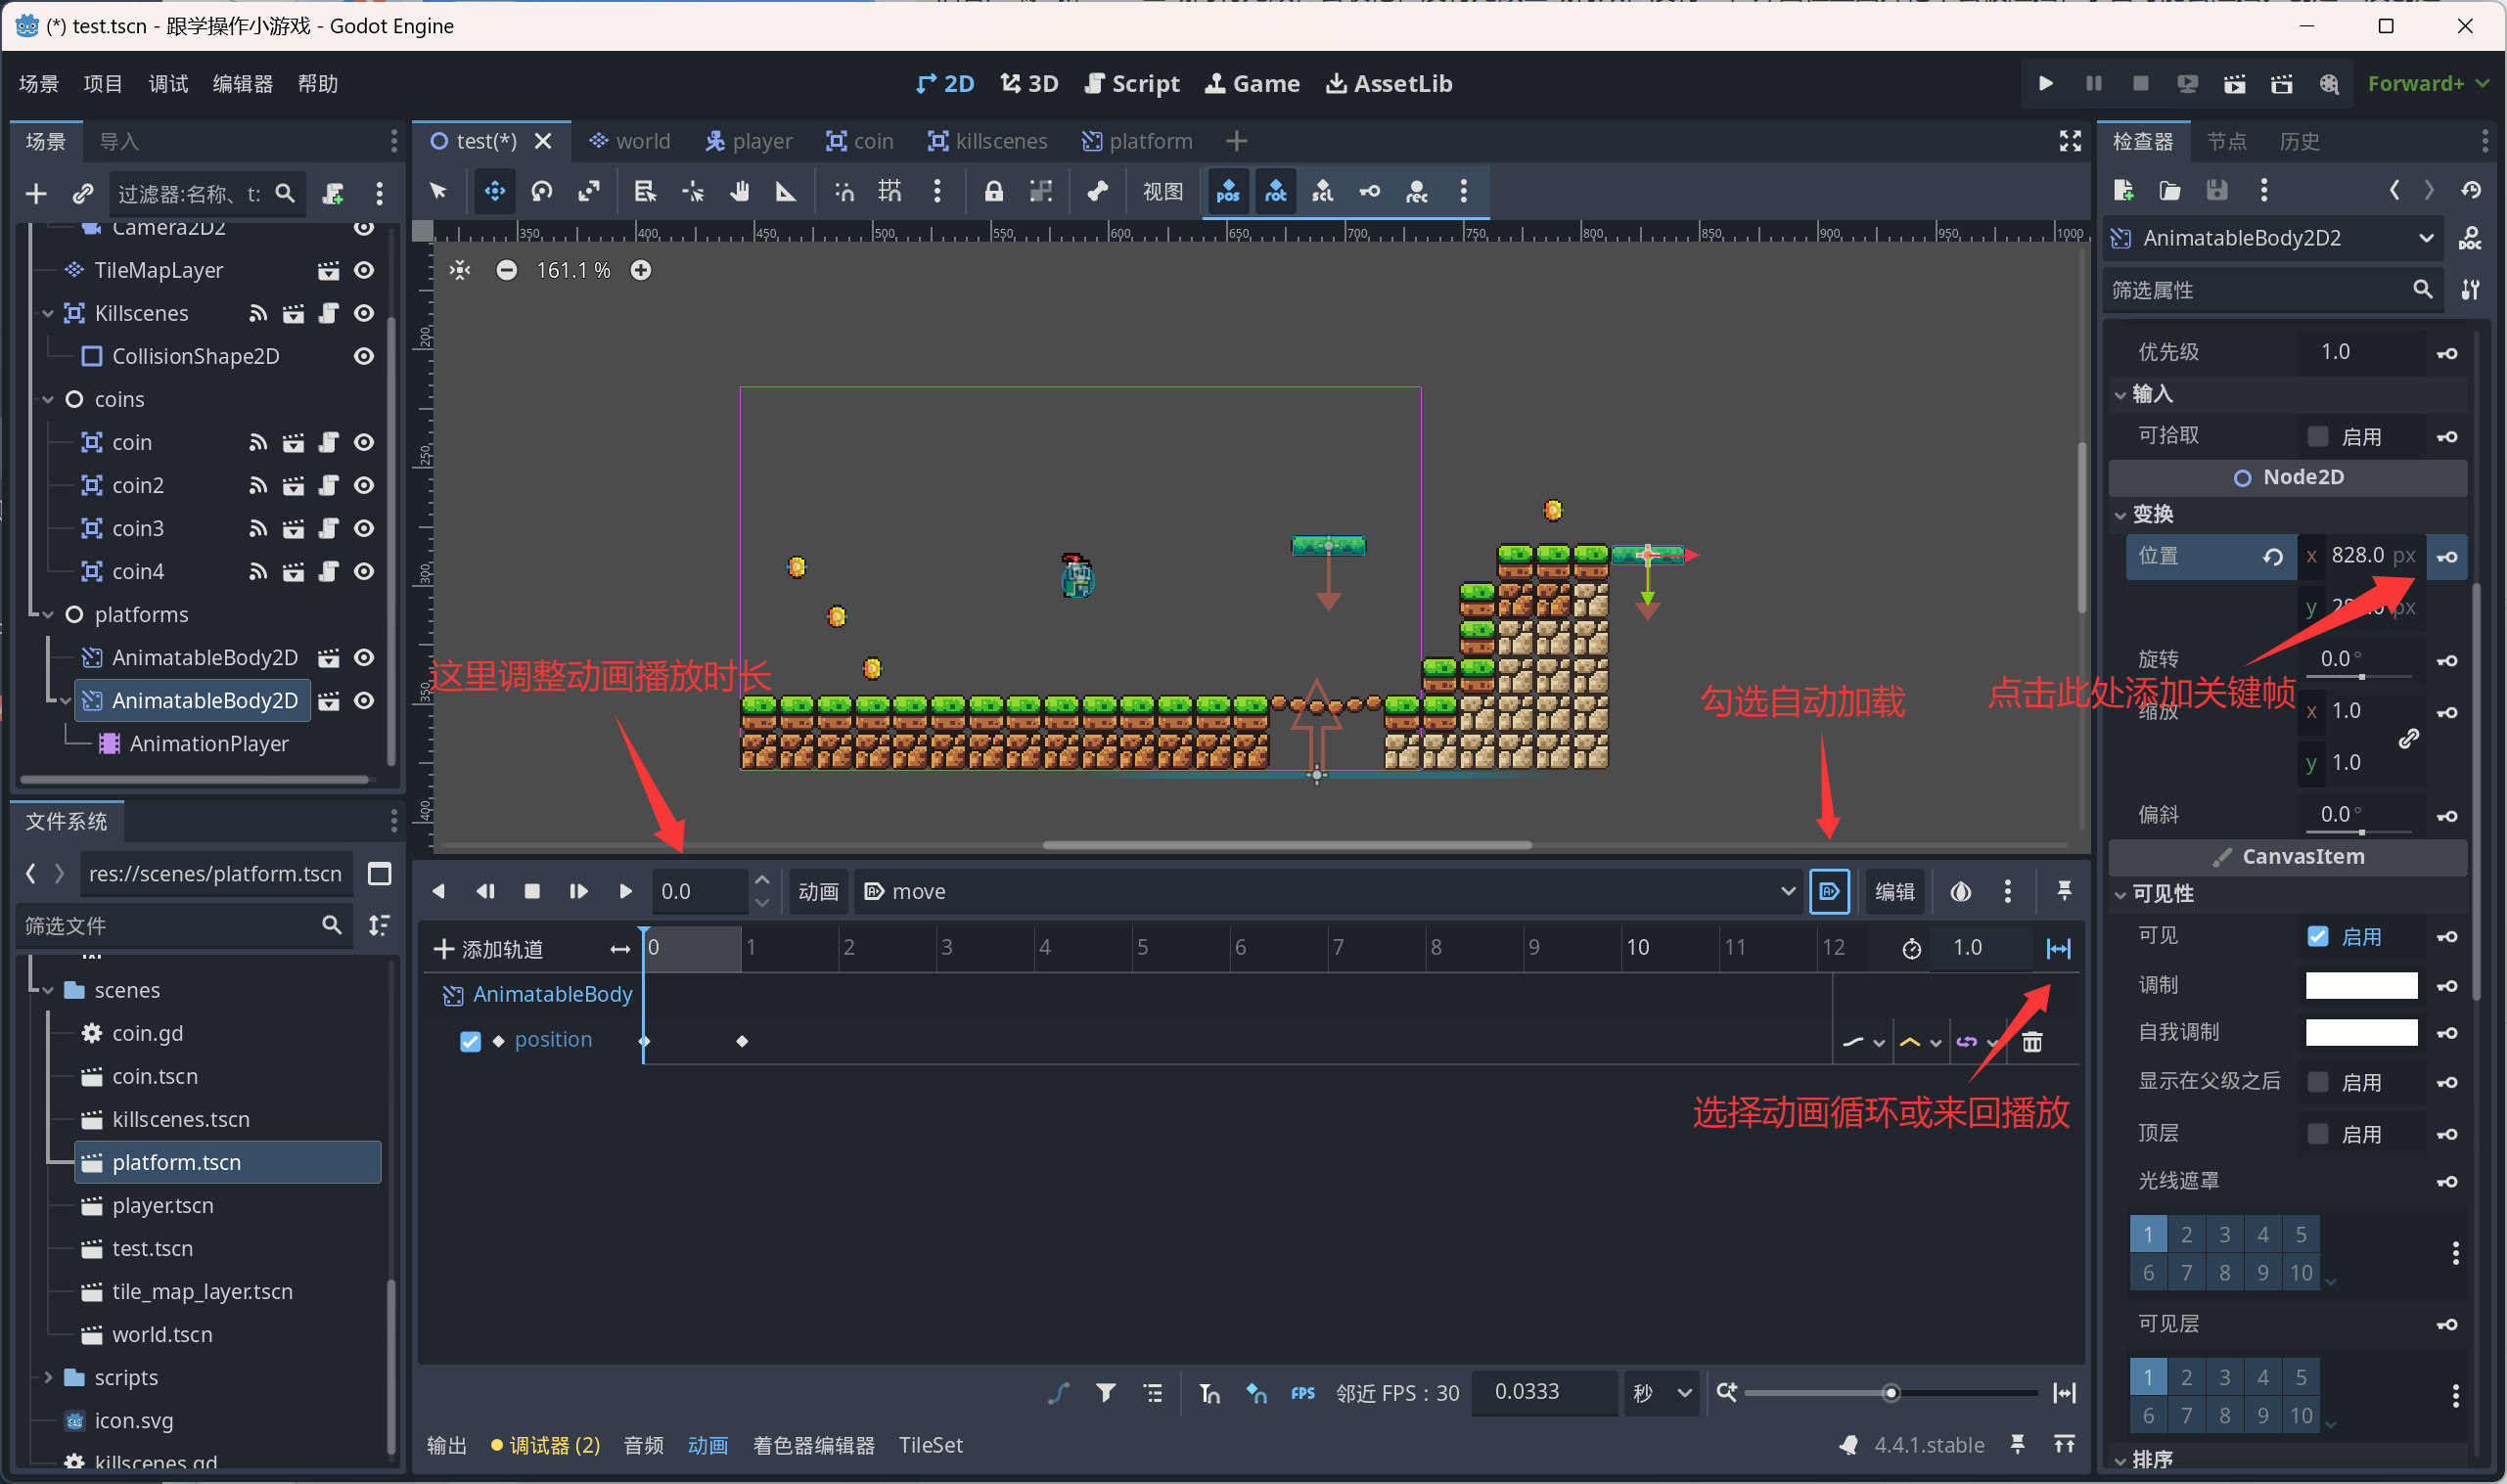 (*) test.tscn - 跟学操作小游戏 - Godot Engine
场景 项目 调试 编辑器 帮助
2D 3D Script Game AssetLib
Forward+
场景 导入
过滤器:名称、t:
Camera2D2
TileMapLayer
Killscenes
CollisionShape2D
coins
coin
coin2
coin3
coin4
platforms
AnimatableBody2D
AnimatableBody2D
AnimationPlayer
文件系统
res://scenes/platform.tscn
筛选文件
scenes
coin.gd
coin.tscn
killscenes.tscn
platform.tscn
player.tscn
test.tscn
tile_map_layer.tscn
world.tscn
scripts
icon.svg
killscenes.gd
test(*) world player coin killscenes platform
视图 pos rot scl rec
350 400 450 500 550 600 650 700 750 800 850 900 950 1000
200
250
300
350
400
161.1 %
这里调整动画播放时长
勾选自动加载
点击此处添加关键帧
0.0 动画 move 编辑
添加轨道 0 1 2 3 4 5 6 7 8 9 10 11 12 1.0
AnimatableBody
position
选择动画循环或来回播放
FPS 邻近 FPS：30 0.0333 秒
输出 调试器 (2) 音频 动画 着色器编辑器 TileSet
4.4.1.stable
检查器 节点 历史
AnimatableBody2D2
DOC
筛选属性
优先级 1.0
输入
可拾取 启用
Node2D
变换
位置 x 828.0 px
y px
旋转 0.0°
缩放 x 1.0
y 1.0
偏斜 0.0°
CanvasItem
可见性
可见 启用
调制
自我调制
显示在父级之后 启用
顶层 启用
光线遮罩
1 2 3 4 5
6 7 8 9 10
可见层
1 2 3 4 5
6 7 8 9 10
排序